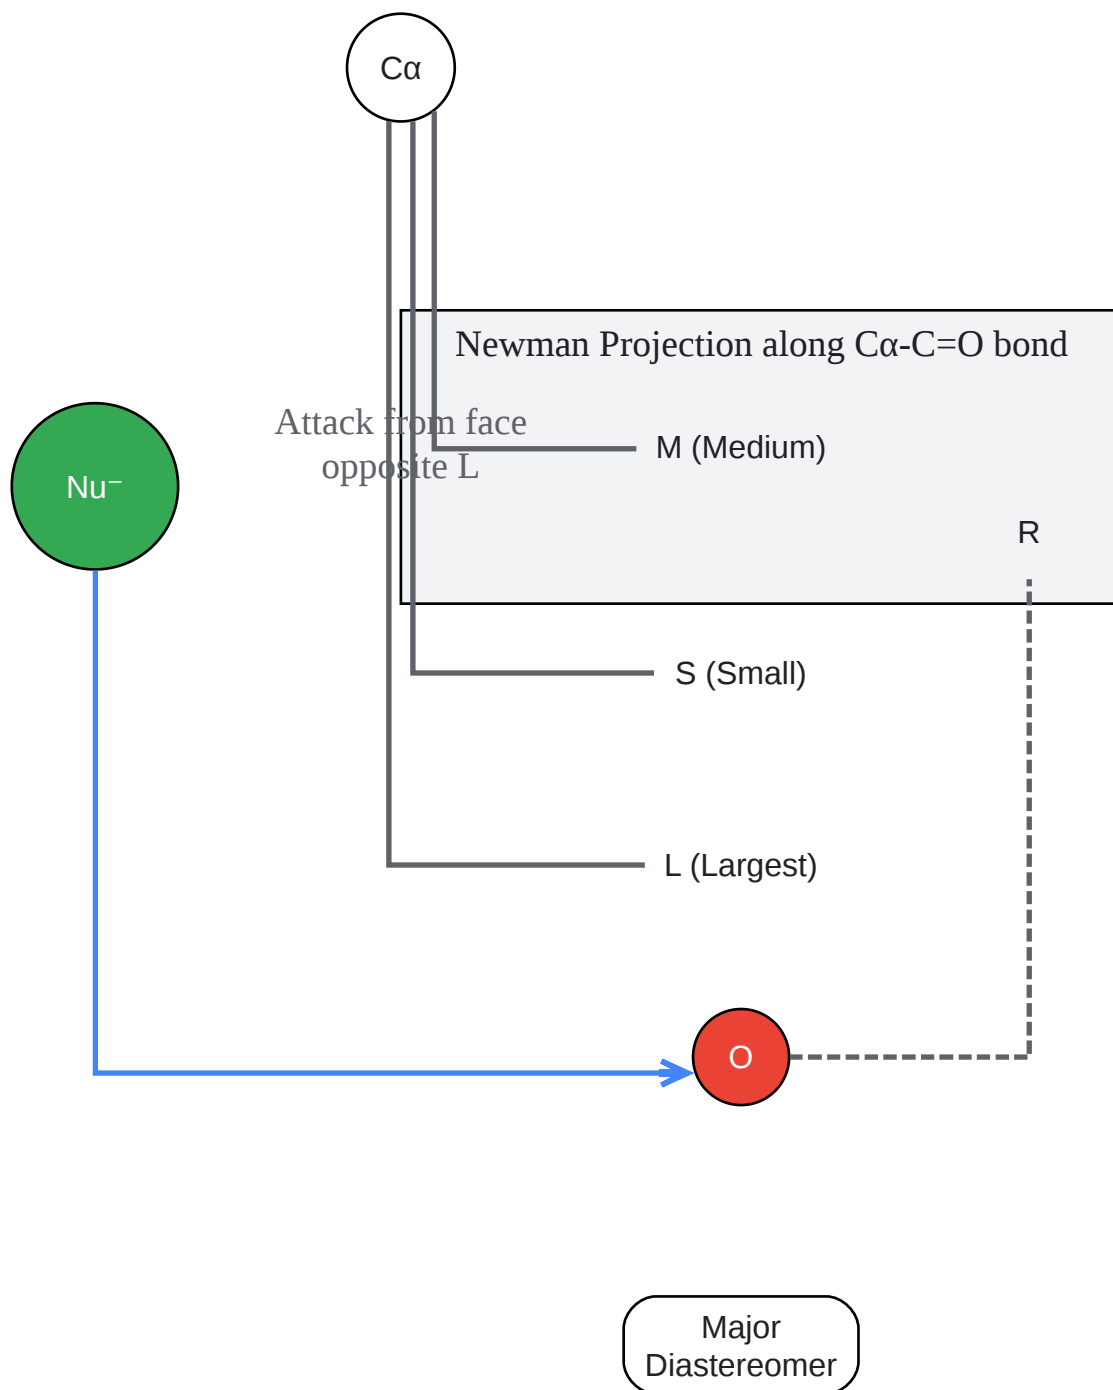 Cα
Newman Projection along Cα-C=O bond
Attack from face
opposite L
M (Medium)
Nu⁻
R
S (Small)
L (Largest)
O
Major
Diastereomer